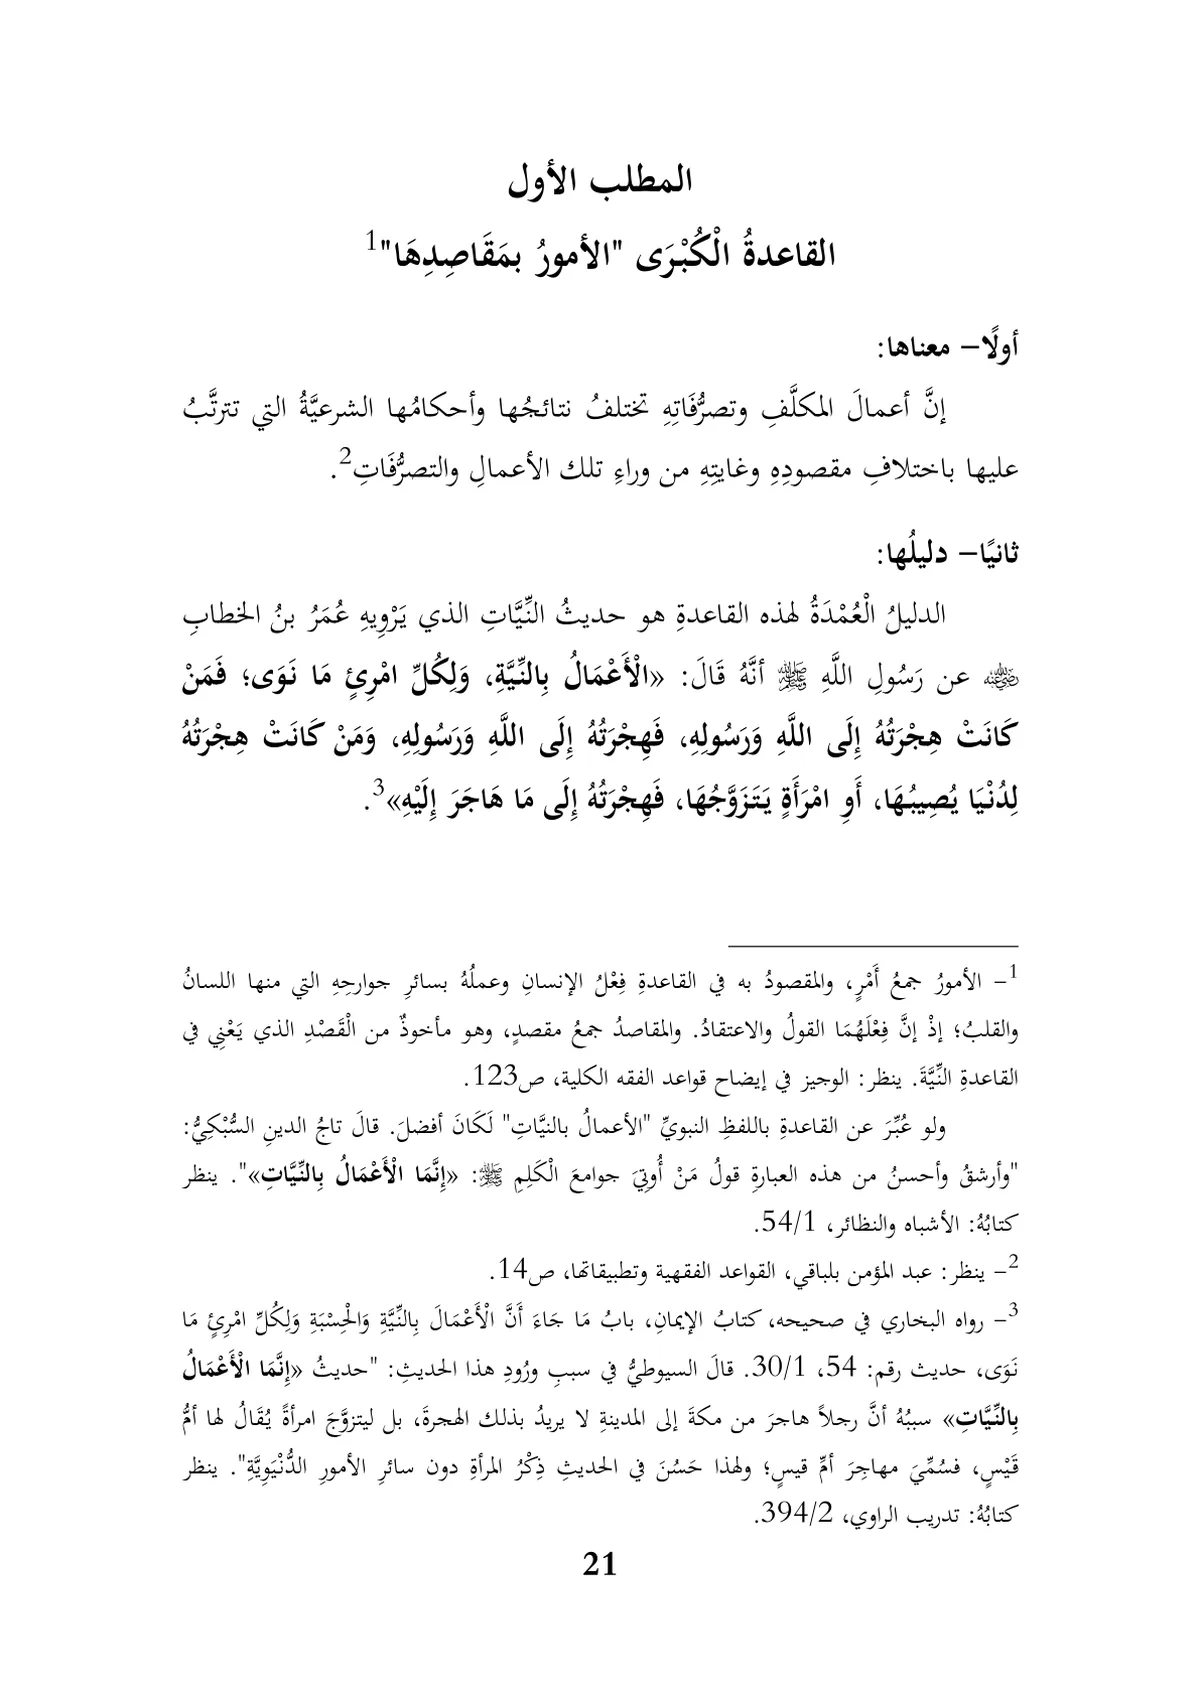 المطلب الأول
القاعدةُ الْكُبْرَى "الأمورُ بمَقَاصِدِهَا"1
أولًا– معناها:
إنَّ أعمالَ المكلَّفِ وتصرُّفَاتِهِ تختلفُ نتائجُها وأحكامُها الشرعيَّةُ التي تترتَّبُ
عليها باختلافِ مقصودِهِ وغايتِهِ من وراءِ تلك الأعمالِ والتصرُّفَاتِ2.
ثانيًا– دليلُها:
الدليلُ الْعُمْدَةُ لهذه القاعدةِ هو حديثُ النِّيَّاتِ الذي يَرْوِيهِ عُمَرُ بنُ الخطابِ
﵁ عن رَسُولِ اللَّهِ ﷺ أنَّهُ قَالَ: «الْأَعْمَالُ بِالنِّيَّةِ، وَلِكُلِّ امْرِئٍ مَا نَوَى؛ فَمَنْ
كَانَتْ هِجْرَتُهُ إِلَى اللَّهِ وَرَسُولِهِ، فَهِجْرَتُهُ إِلَى اللَّهِ وَرَسُولِهِ، وَمَنْ كَانَتْ هِجْرَتُهُ
لِدُنْيَا يُصِيبُهَا، أَوِ امْرَأَةٍ يَتَزَوَّجُهَا، فَهِجْرَتُهُ إِلَى مَا هَاجَرَ إِلَيْهِ»3.
1– الأمورُ جمعُ أَمْرٍ، والمقصودُ به في القاعدةِ فِعْلُ الإنسانِ وعملُهُ بسائرِ جوارحِهِ التي منها اللسانُ
والقلبُ؛ إذْ إنَّ فِعْلَهُمَا القولُ والاعتقادُ. والمقاصدُ جمعُ مقصدٍ، وهو مأخوذٌ من الْقَصْدِ الذي يَعْنِي في
القاعدةِ النِّيَّةَ. ينظر: الوجيز في إيضاح قواعد الفقه الكلية، ص123.
ولو عُبِّرَ عن القاعدةِ باللفظِ النبويِّ "الأعمالُ بالنيَّاتِ" لَكَانَ أفضلَ. قالَ تاجُ الدينِ السُّبْكِيُّ:
"وأرشقُ وأحسنُ من هذه العبارةِ قولُ مَنْ أُوتِيَ جوامعَ الْكَلِمِ ﷺ: «إِنَّمَا الْأَعْمَالُ بِالنِّيَّاتِ»". ينظر
كتابُهُ: الأشباه والنظائر، 54/1.
2– ينظر: عبد المؤمن بلباقي، القواعد الفقهية وتطبيقاتها، ص14.
3– رواه البخاري في صحيحه، كتابُ الإيمانِ، بابُ مَا جَاءَ أَنَّ الْأَعْمَالَ بِالنِّيَّةِ وَالْحِسْبَةِ وَلِكُلِّ امْرِئٍ مَا
نَوَى، حديث رقم: 54، 30/1. قالَ السيوطيُّ في سببِ ورُودِ هذا الحديثِ: "حديثُ «إِنَّمَا الْأَعْمَالُ
بِالنِّيَّاتِ» سببُهُ أنَّ رجلاً هاجرَ من مكةَ إلى المدينةِ لا يريدُ بذلك الهجرةَ، بل ليتزوَّجَ امرأةً يُقَالُ لها أمُّ
قَيْسٍ، فسُمِّيَ مهاجِرَ أمِّ قيسٍ؛ ولهذا حَسُنَ في الحديثِ ذِكْرُ المرأةِ دون سائرِ الأمورِ الدُّنْيَوِيَّةِ". ينظر
كتابُهُ: تدريب الراوي، 394/2.
21